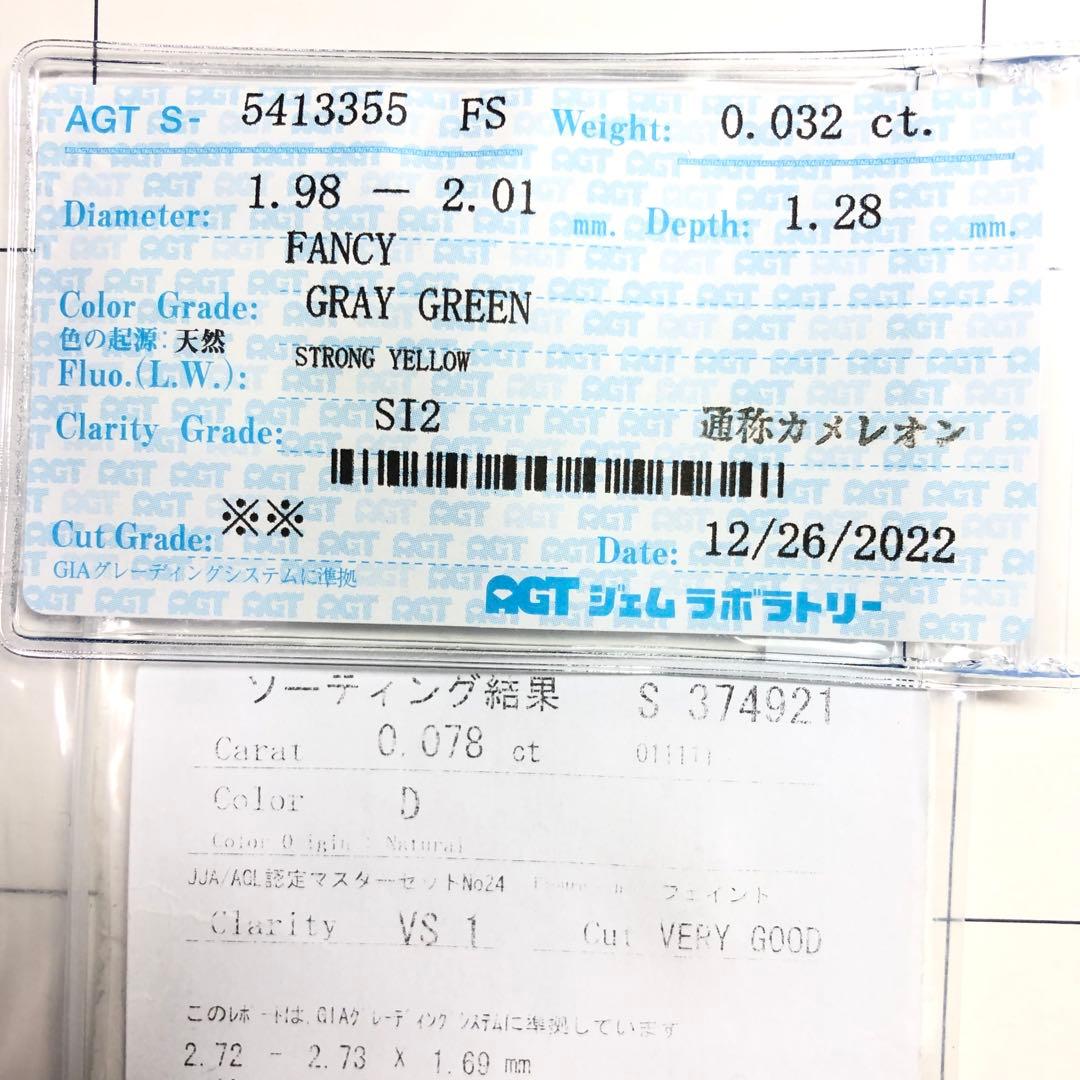 AGT S- 5413355 FS Weight: 0.032 ct.
Diameter: 1.98 — 2.01 mm. Depth: 1.28 mm.
FANCY
Color Grade: GRAY GREEN
色の起源: 天然
STRONG YELLOW
Fluo.(L.W.):
Clarity Grade: SI2 通称カメレオン
Cut Grade: ※※ Date: 12/26/2022
GIAグレーディングシステムに準拠
AGT ジェムラボラトリー
ソーティング結果 S 374921
Carat 0.078 ct
Color D
Color Origin : Natural
JJA/AGL認定マスターセットNo24 フェイント
Clarity VS 1 Cut VERY GOOD
このレポートは,GIAグレーディングシステムに準拠しています
2.72 - 2.73 × 1.69 mm